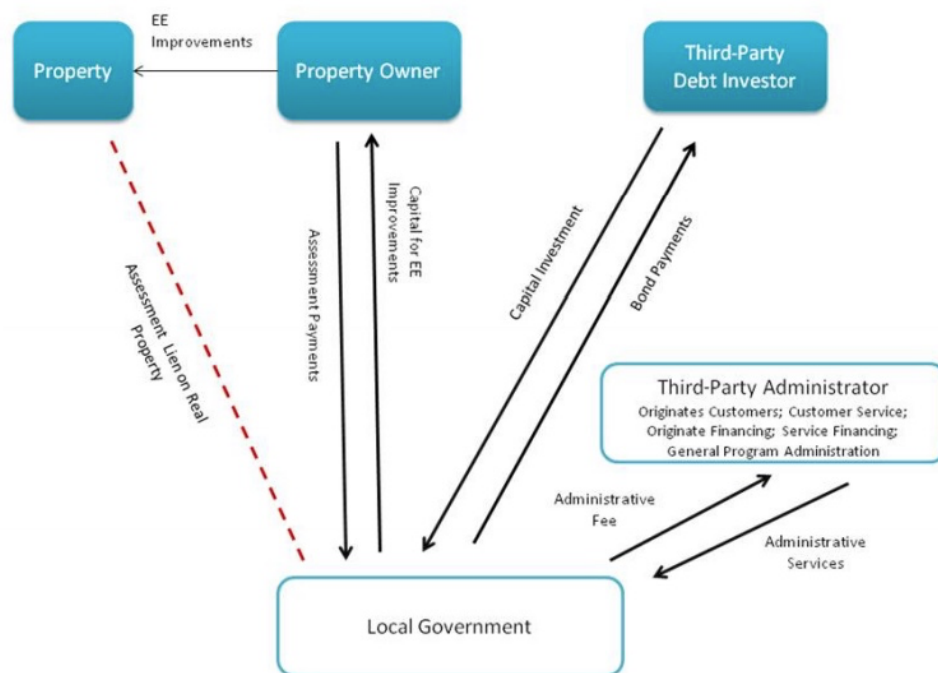 EE
Improvements
Property
Property Owner
Third-Party
Debt Investor
Assessment Lien on Real
Property
Assessment Payments
Capital for EE
Improvements
Capital Investment
Bond Payments
Third-Party Administrator
Originates Customers; Customer Service;
Originate Financing; Service Financing;
General Program Administration
Administrative
Fee
Administrative
Services
Local Government